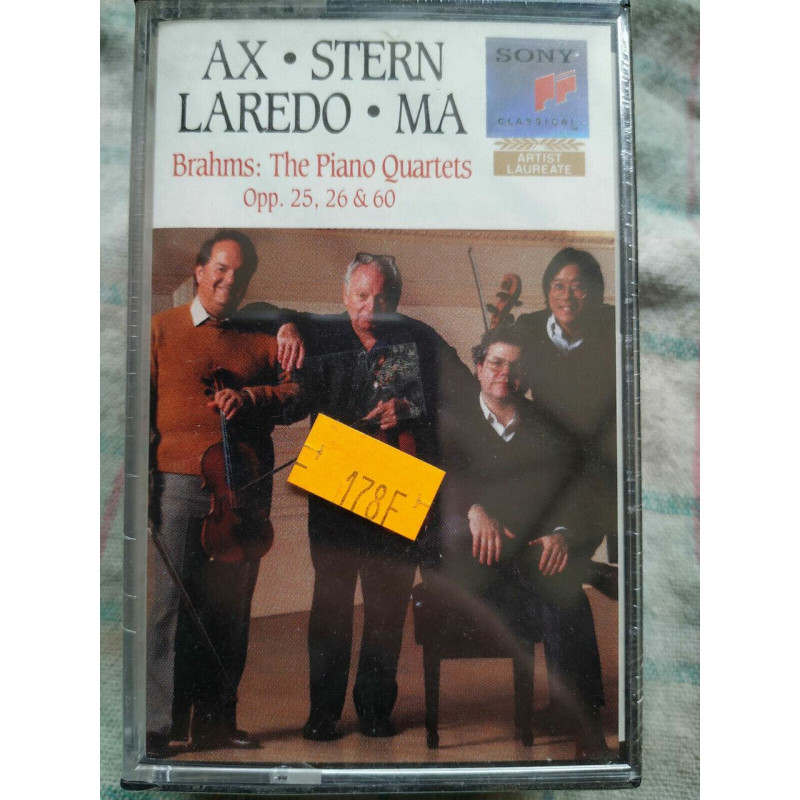 AX • STERN
LAREDO • MA
Brahms: The Piano Quartets
Opp. 25, 26 & 60
SONY
CLASSICAL
ARTIST
LAUREATE
178F